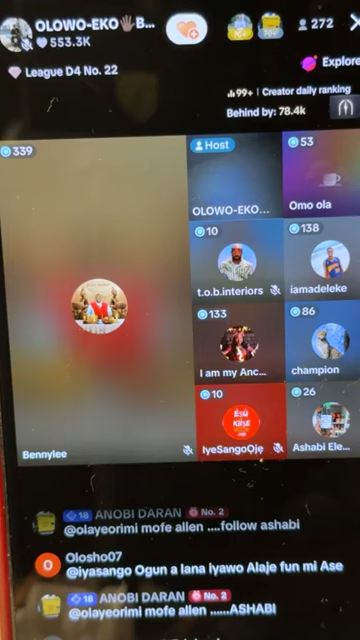 OLOWO-EKO🖐🏿B...
553.3K
272
League D4 No. 22
Explore
99+ | Creator daily ranking
Behind by: 78.4k
339
Host
53
OLOWO-EKO...
Omo ola
10
138
t.o.b.interiors
iamadeleke
133
86
I am my Anc...
champion
10
26
ÈṢÙ
KÌIṢE
IyeSangoOje
Ashabi Ele...
Bennylee
18 ANOBI DARAN No. 2
@olayeorimi mofe allen ....follow ashabi
Olosho07
@iyasango Ogun a lana Iyawo Alaje fun mi Ase
18 ANOBI DARAN No. 2
@olayeorimi mofe allen ......ASHABI